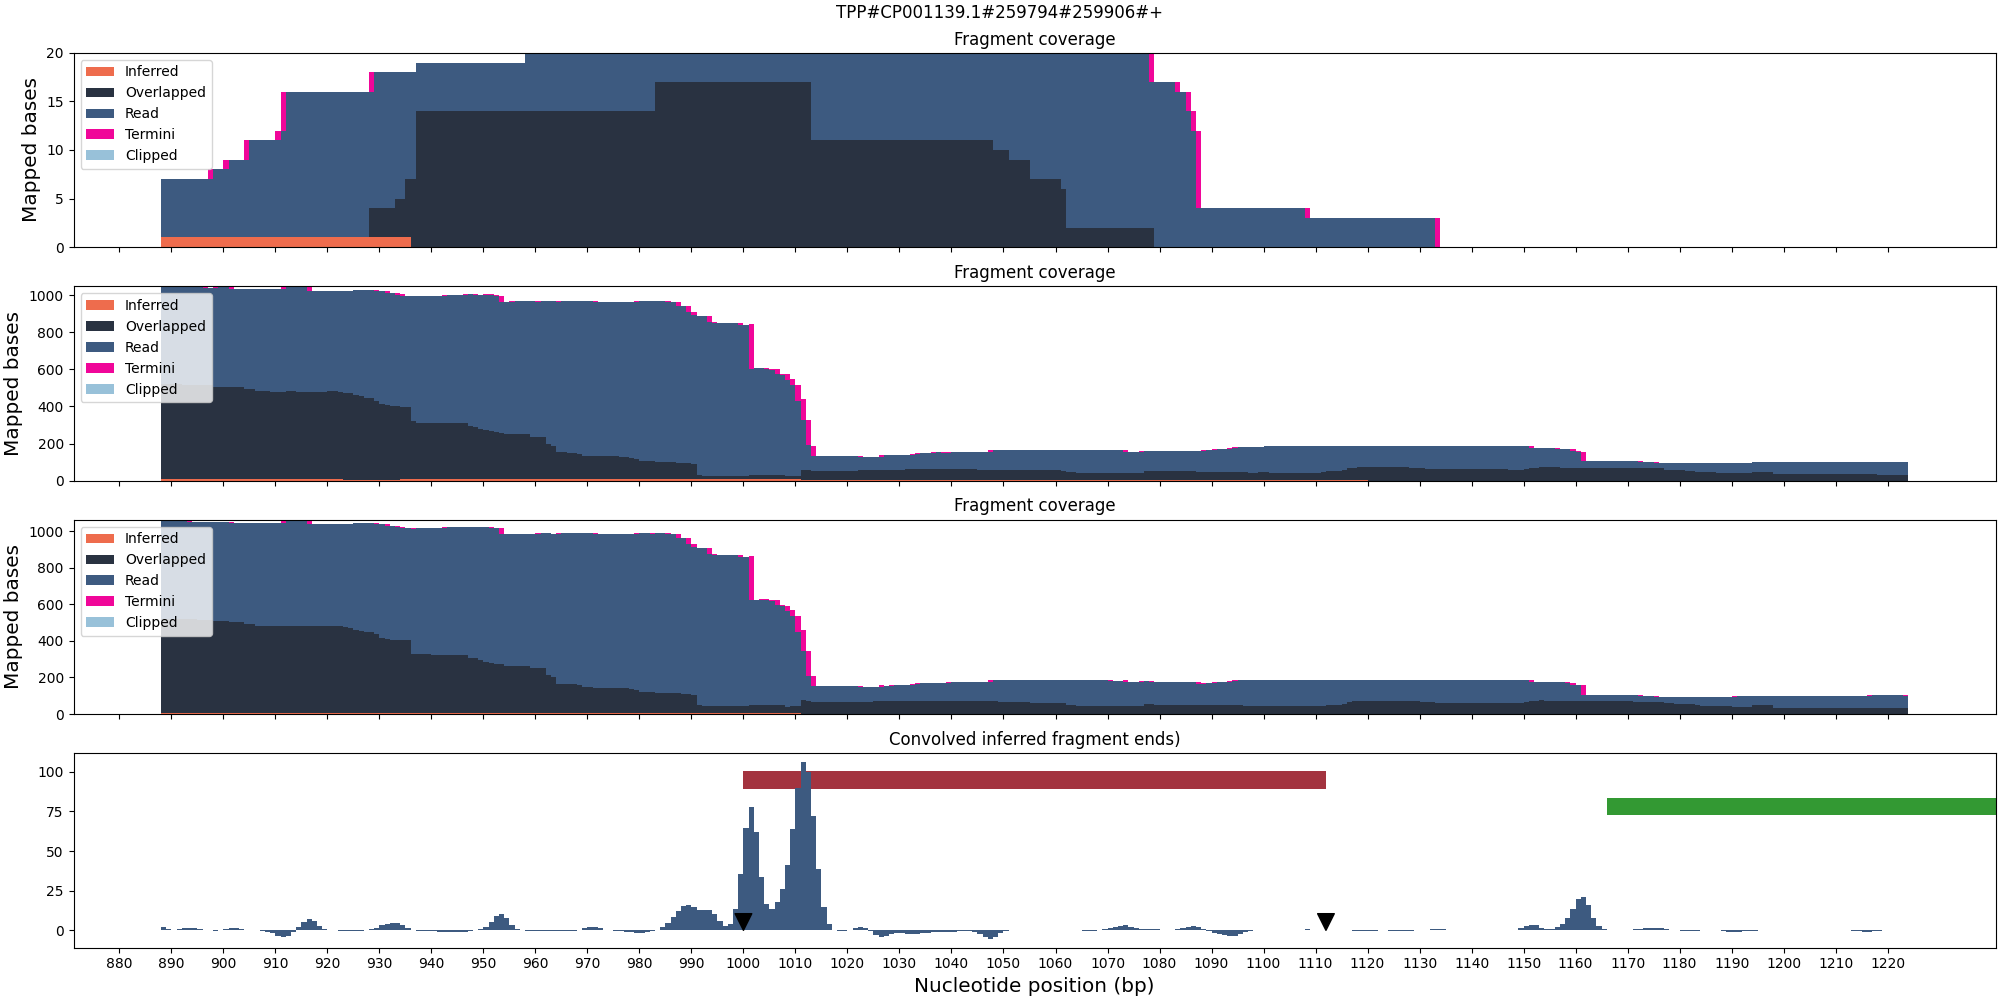 TPP#CP001139.1#259794#259906#+
Fragment coverage
Mapped bases
20
15
10
5
0
Inferred
Overlapped
Read
Termini
Clipped
Fragment coverage
Mapped bases
1000
800
600
400
200
0
Inferred
Overlapped
Read
Termini
Clipped
Fragment coverage
Mapped bases
1000
800
600
400
200
0
Inferred
Overlapped
Read
Termini
Clipped
Convolved inferred fragment ends)
100
75
50
25
0
880 890 900 910 920 930 940 950 960 970 980 990 1000 1010 1020 1030 1040 1050 1060 1070 1080 1090 1100 1110 1120 1130 1140 1150 1160 1170 1180 1190 1200 1210 1220
Nucleotide position (bp)